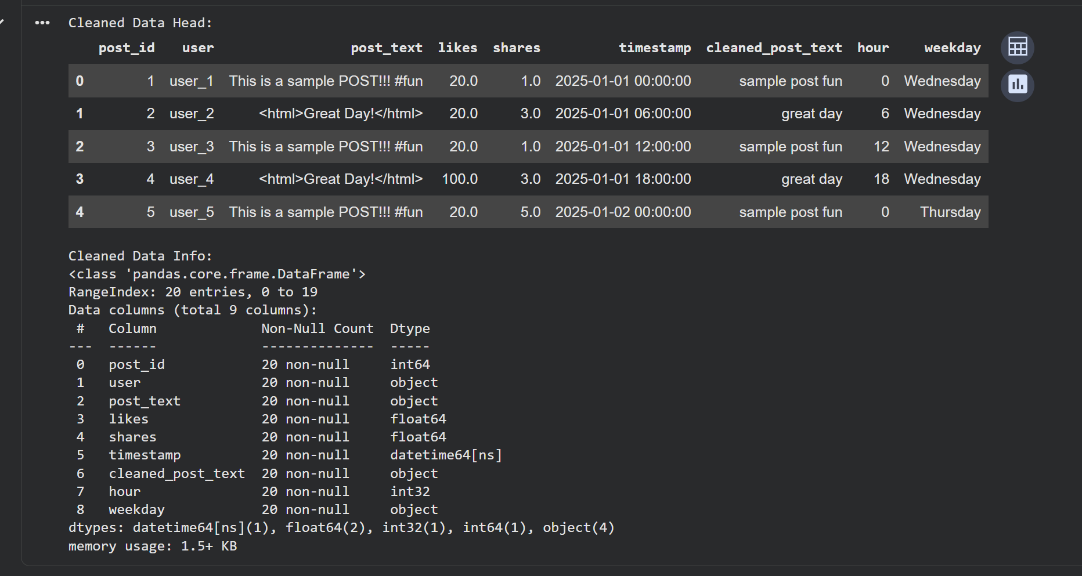 Cleaned Data Head:
post_id user post_text likes shares timestamp cleaned_post_text hour weekday
0 1 user_1 This is a sample POST!!! #fun 20.0 1.0 2025-01-01 00:00:00 sample post fun 0 Wednesday
1 2 user_2 <html>Great Day!</html> 20.0 3.0 2025-01-01 06:00:00 great day 6 Wednesday
2 3 user_3 This is a sample POST!!! #fun 20.0 1.0 2025-01-01 12:00:00 sample post fun 12 Wednesday
3 4 user_4 <html>Great Day!</html> 100.0 3.0 2025-01-01 18:00:00 great day 18 Wednesday
4 5 user_5 This is a sample POST!!! #fun 20.0 5.0 2025-01-02 00:00:00 sample post fun 0 Thursday
Cleaned Data Info:
<class 'pandas.core.frame.DataFrame'>
RangeIndex: 20 entries, 0 to 19
Data columns (total 9 columns):
# Column Non-Null Count Dtype
--- ------ -------------- -----
0 post_id 20 non-null int64
1 user 20 non-null object
2 post_text 20 non-null object
3 likes 20 non-null float64
4 shares 20 non-null float64
5 timestamp 20 non-null datetime64[ns]
6 cleaned_post_text 20 non-null object
7 hour 20 non-null int32
8 weekday 20 non-null object
dtypes: datetime64[ns](1), float64(2), int32(1), int64(1), object(4)
memory usage: 1.5+ KB